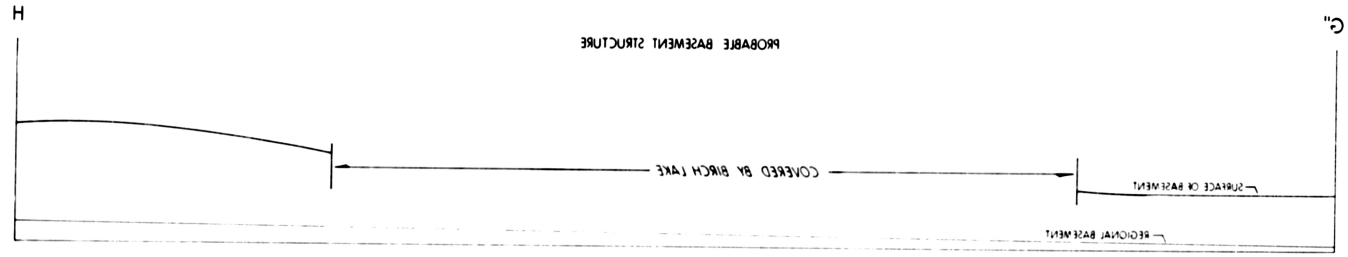 G" H
PROBABLE BASEMENT STRUCTURE
COVERED BY BIRCH LAKE
SURFACE OF BASEMENT
REGIONAL BASEMENT